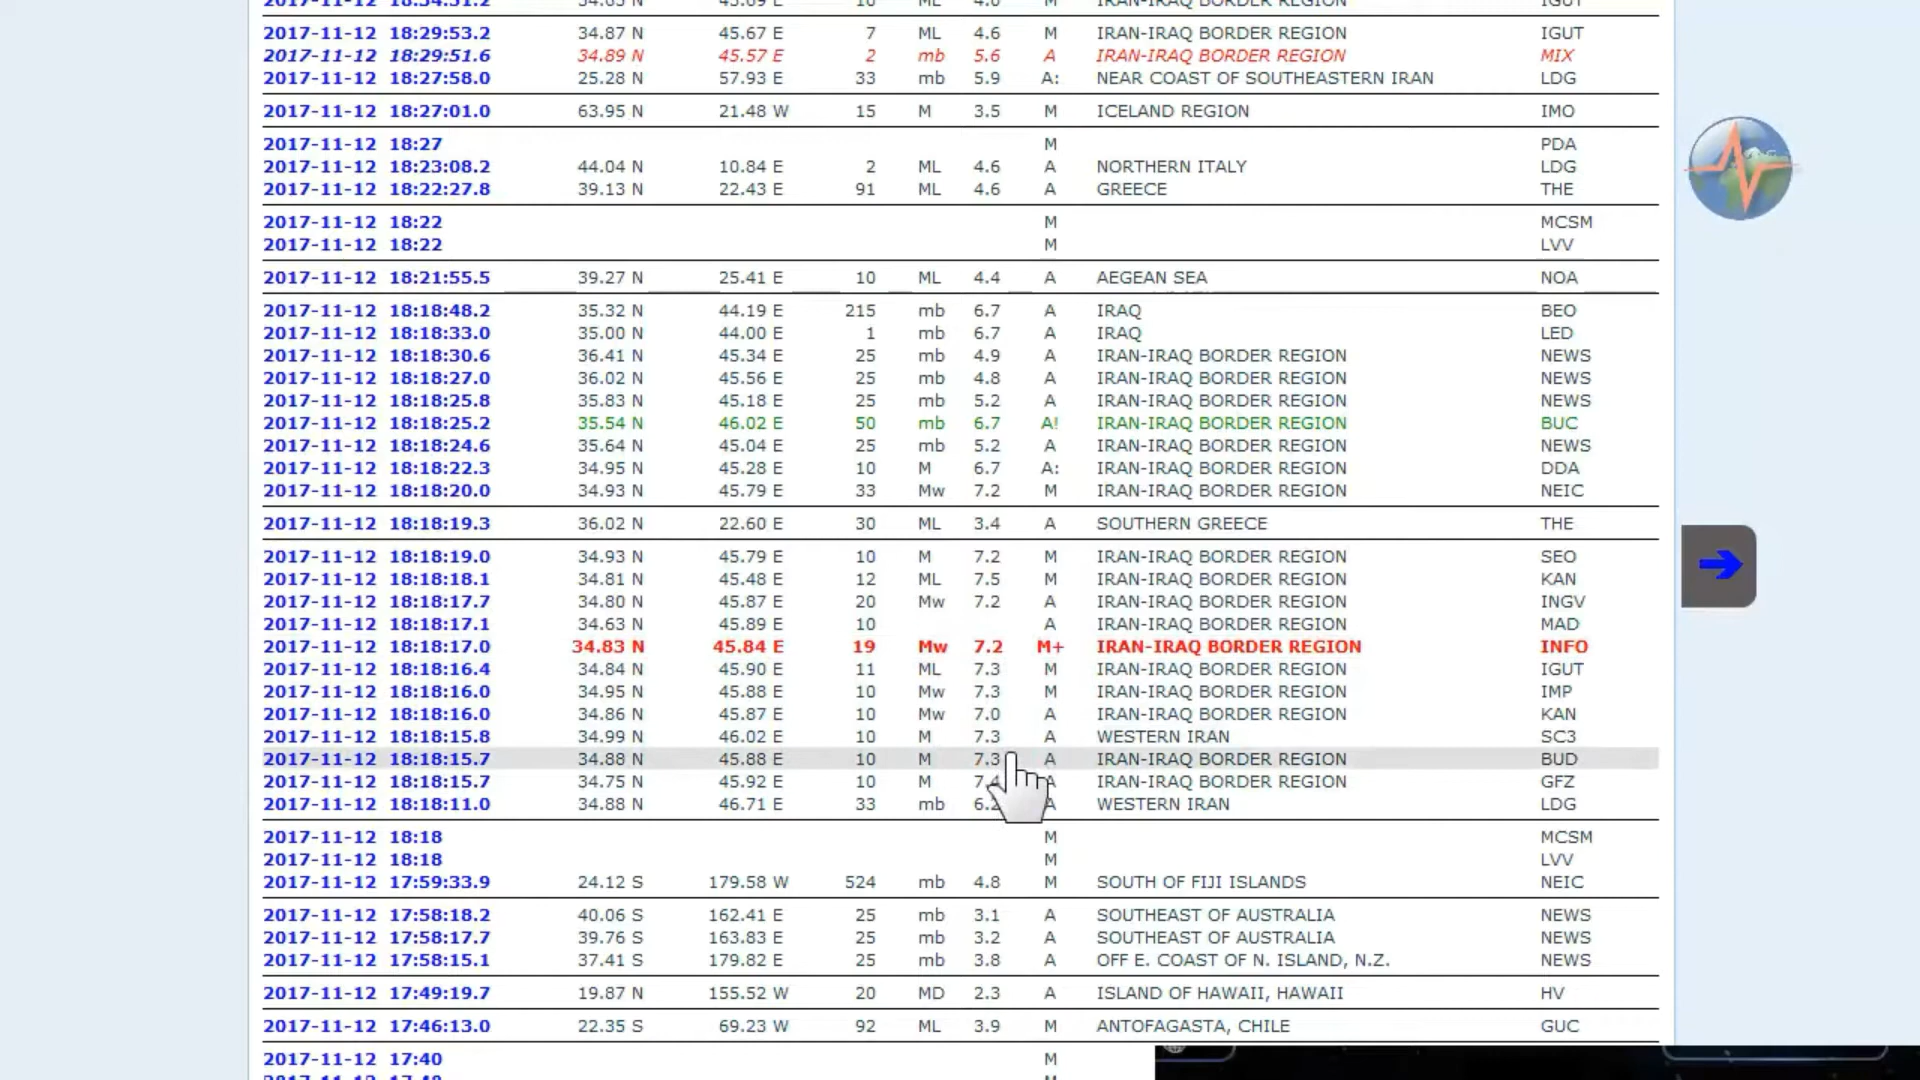 2017-11-12 18:34:31.2 34.65 N 45.69 E 10 ML 4.6 M IRAN-IRAQ BORDER REGION IGUT
2017-11-12 18:29:53.2 34.87 N 45.67 E 7 ML 4.6 M IRAN-IRAQ BORDER REGION IGUT
2017-11-12 18:29:51.6 34.89 N 45.57 E 2 mb 5.6 A IRAN-IRAQ BORDER REGION MIX
2017-11-12 18:27:58.0 25.28 N 57.93 E 33 mb 5.9 A: NEAR COAST OF SOUTHEASTERN IRAN LDG
2017-11-12 18:27:01.0 63.95 N 21.48 W 15 M 3.5 M ICELAND REGION IMO
2017-11-12 18:27 M PDA
2017-11-12 18:23:08.2 44.04 N 10.84 E 2 ML 4.6 A NORTHERN ITALY LDG
2017-11-12 18:22:27.8 39.13 N 22.43 E 91 ML 4.6 A GREECE THE
2017-11-12 18:22 M MCSM
2017-11-12 18:22 M LVV
2017-11-12 18:21:55.5 39.27 N 25.41 E 10 ML 4.4 A AEGEAN SEA NOA
2017-11-12 18:18:48.2 35.32 N 44.19 E 215 mb 6.7 A IRAQ BEO
2017-11-12 18:18:33.0 35.00 N 44.00 E 1 mb 6.7 A IRAQ LED
2017-11-12 18:18:30.6 36.41 N 45.34 E 25 mb 4.9 A IRAN-IRAQ BORDER REGION NEWS
2017-11-12 18:18:27.0 36.02 N 45.56 E 25 mb 4.8 A IRAN-IRAQ BORDER REGION NEWS
2017-11-12 18:18:25.8 35.83 N 45.18 E 25 mb 5.2 A IRAN-IRAQ BORDER REGION NEWS
2017-11-12 18:18:25.2 35.54 N 46.02 E 50 mb 6.7 A! IRAN-IRAQ BORDER REGION BUC
2017-11-12 18:18:24.6 35.64 N 45.04 E 25 mb 5.2 A IRAN-IRAQ BORDER REGION NEWS
2017-11-12 18:18:22.3 34.95 N 45.28 E 10 M 6.7 A: IRAN-IRAQ BORDER REGION DDA
2017-11-12 18:18:20.0 34.93 N 45.79 E 33 Mw 7.2 M IRAN-IRAQ BORDER REGION NEIC
2017-11-12 18:18:19.3 36.02 N 22.60 E 30 ML 3.4 A SOUTHERN GREECE THE
2017-11-12 18:18:19.0 34.93 N 45.79 E 10 M 7.2 M IRAN-IRAQ BORDER REGION SEO
2017-11-12 18:18:18.1 34.81 N 45.48 E 12 ML 7.5 M IRAN-IRAQ BORDER REGION KAN
2017-11-12 18:18:17.7 34.80 N 45.87 E 20 Mw 7.2 A IRAN-IRAQ BORDER REGION INGV
2017-11-12 18:18:17.1 34.63 N 45.89 E 10 A IRAN-IRAQ BORDER REGION MAD
2017-11-12 18:18:17.0 34.83 N 45.84 E 19 Mw 7.2 M+ IRAN-IRAQ BORDER REGION INFO
2017-11-12 18:18:16.4 34.84 N 45.90 E 11 ML 7.3 M IRAN-IRAQ BORDER REGION IGUT
2017-11-12 18:18:16.0 34.95 N 45.88 E 10 Mw 7.3 M IRAN-IRAQ BORDER REGION IMP
2017-11-12 18:18:16.0 34.86 N 45.87 E 10 Mw 7.0 A IRAN-IRAQ BORDER REGION KAN
2017-11-12 18:18:15.8 34.99 N 46.02 E 10 M 7.3 A WESTERN IRAN SC3
2017-11-12 18:18:15.7 34.88 N 45.88 E 10 M 7.3 A IRAN-IRAQ BORDER REGION BUD
2017-11-12 18:18:15.7 34.75 N 45.92 E 10 M 7.4 A IRAN-IRAQ BORDER REGION GFZ
2017-11-12 18:18:11.0 34.88 N 46.71 E 33 mb 6.2 A WESTERN IRAN LDG
2017-11-12 18:18 M MCSM
2017-11-12 18:18 M LVV
2017-11-12 17:59:33.9 24.12 S 179.58 W 524 mb 4.8 M SOUTH OF FIJI ISLANDS NEIC
2017-11-12 17:58:18.2 40.06 S 162.41 E 25 mb 3.1 A SOUTHEAST OF AUSTRALIA NEWS
2017-11-12 17:58:17.7 39.76 S 163.83 E 25 mb 3.2 A SOUTHEAST OF AUSTRALIA NEWS
2017-11-12 17:58:15.1 37.41 S 179.82 E 25 mb 3.8 A OFF E. COAST OF N. ISLAND, N.Z. NEWS
2017-11-12 17:49:19.7 19.87 N 155.52 W 20 MD 2.3 A ISLAND OF HAWAII, HAWAII HV
2017-11-12 17:46:13.0 22.35 S 69.23 W 92 ML 3.9 M ANTOFAGASTA, CHILE GUC
2017-11-12 17:40 M